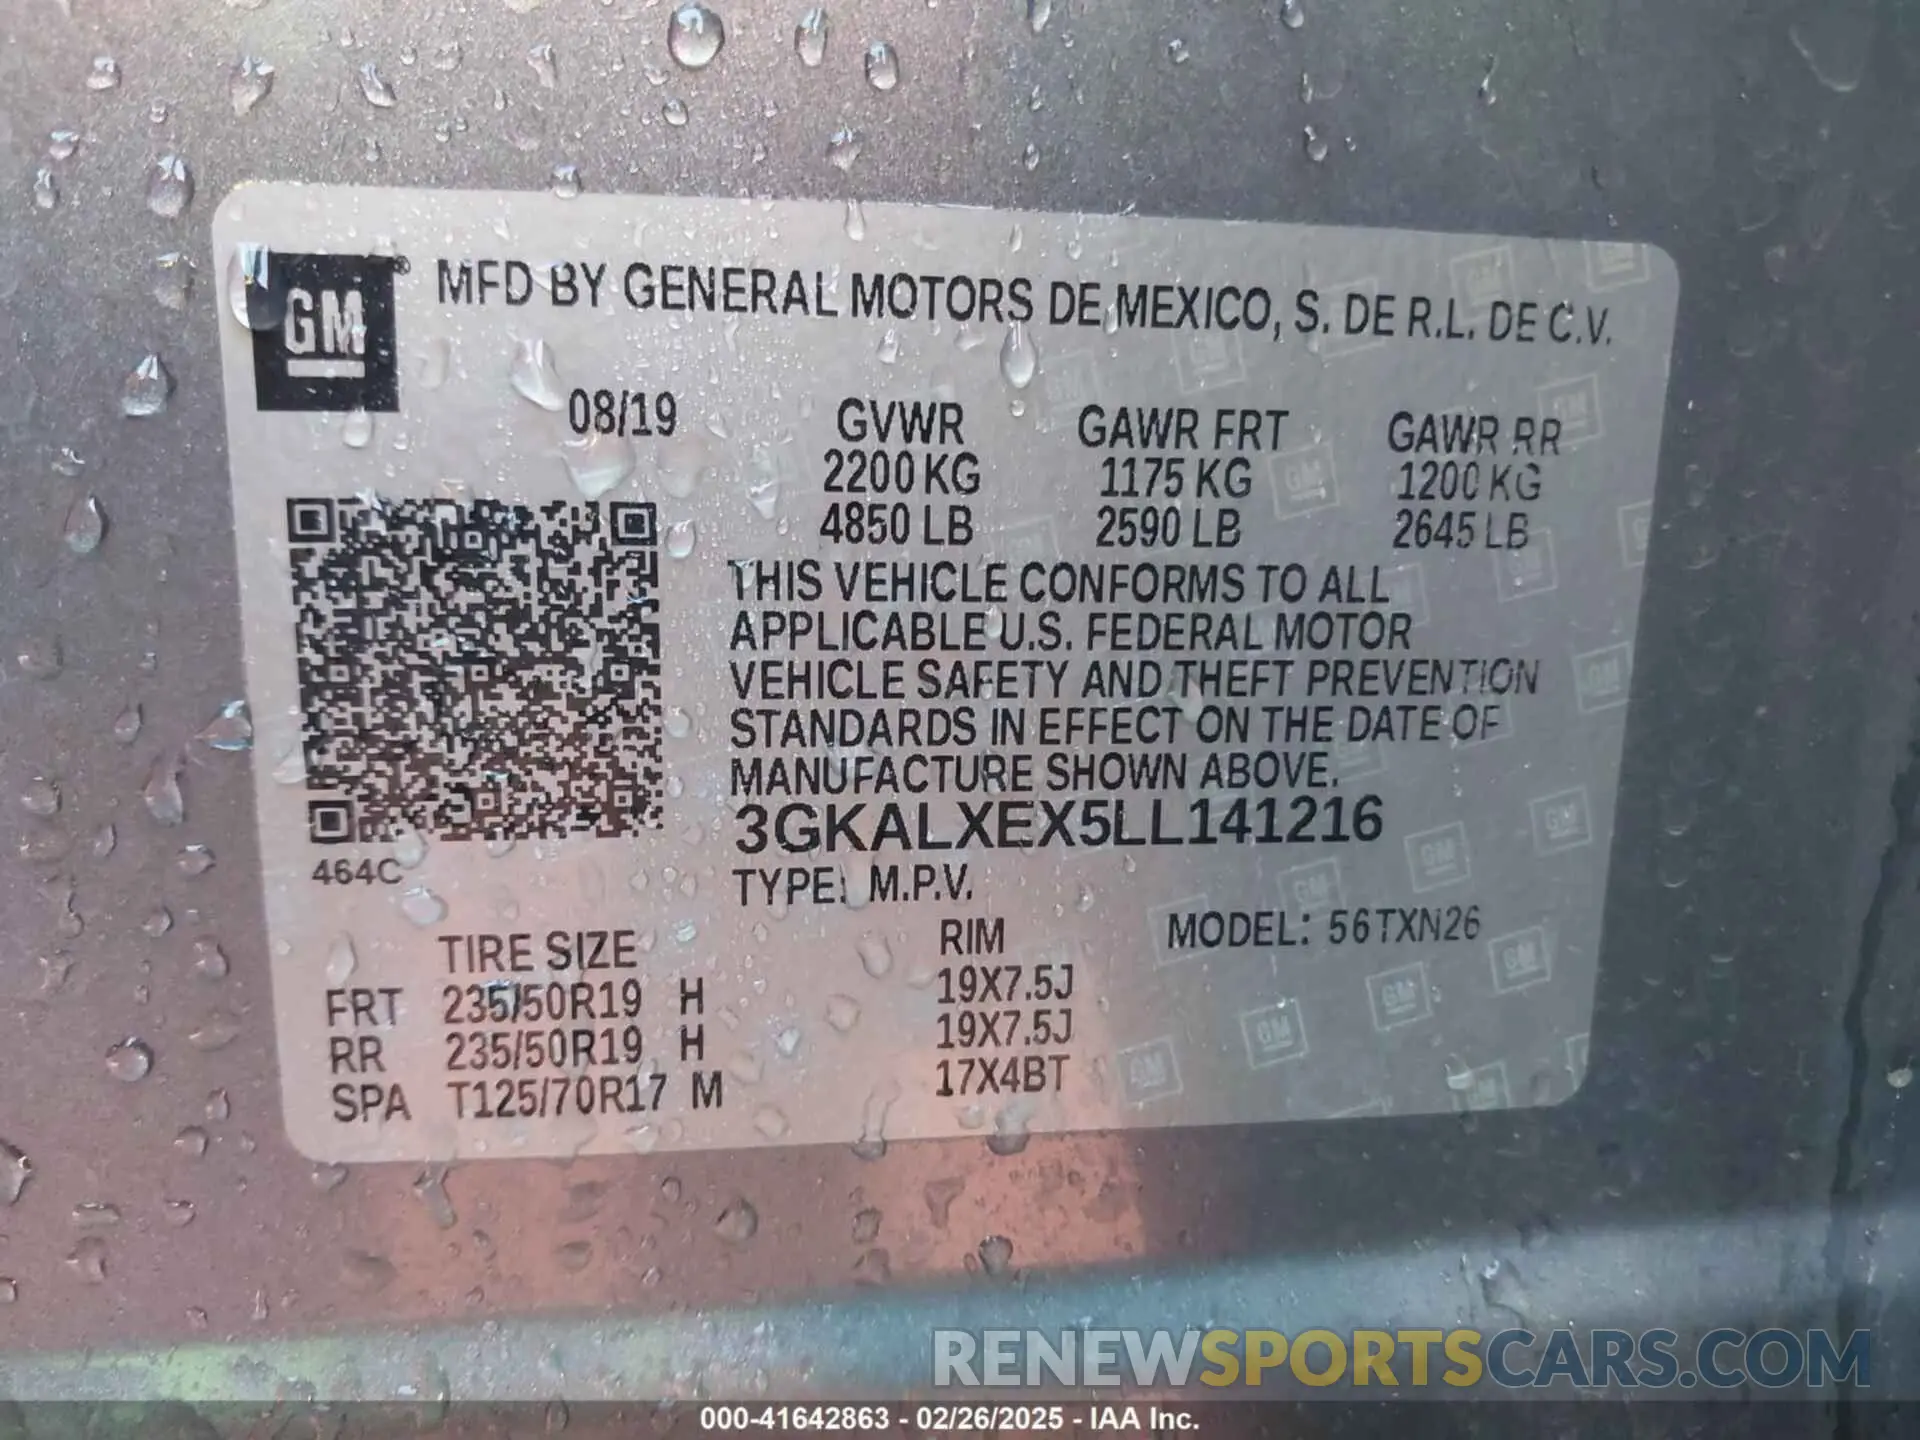 GM® MFD BY GENERAL MOTORS DE MEXICO, S. DE R.L. DE C.V.
08/19 GVWR GAWR FRT GAWR RR
2200 KG 1175 KG 1200 KG
4850 LB 2590 LB 2645 LB
THIS VEHICLE CONFORMS TO ALL
APPLICABLE U.S. FEDERAL MOTOR
VEHICLE SAFETY AND THEFT PREVENTION
STANDARDS IN EFFECT ON THE DATE OF
MANUFACTURE SHOWN ABOVE.
3GKALXEX5LL141216
464C
TYPE: M.P.V.
MODEL: 56TXN26
TIRE SIZE RIM
FRT 235/50R19 H 19X7.5J
RR 235/50R19 H 19X7.5J
SPA T125/70R17 M 17X4BT
RENEWSPORTSCARS.COM
000-41642863 - 02/26/2025 - IAA Inc.